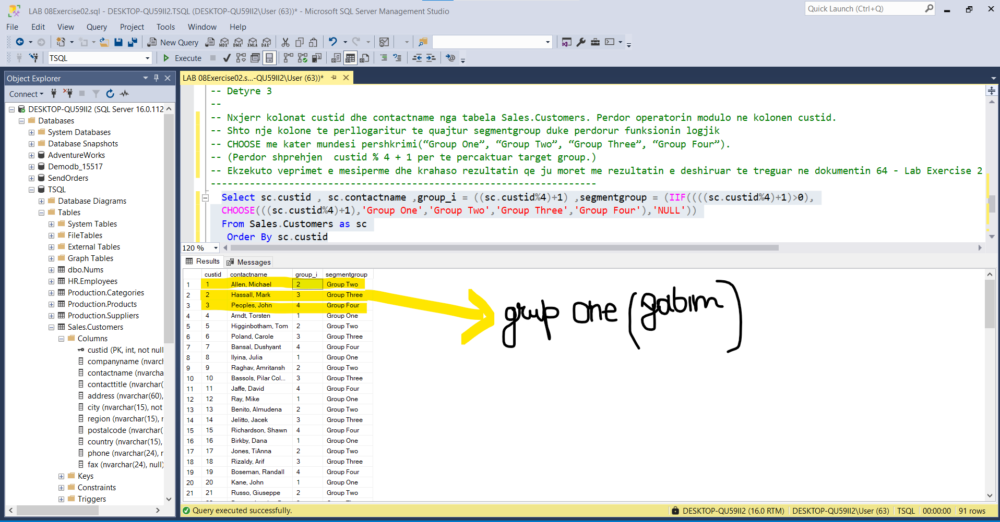 LAB 08Exercise02.sql - DESKTOP-QU59II2.TSQL (DESKTOP-QU59II2\User (63))* - Microsoft SQL Server Management Studio
Quick Launch (Ctrl+Q)
File Edit View Query Project Tools Window Help
New Query
MDX DMX XMLA DAX
TSQL
Execute
Object Explorer
Connect
DESKTOP-QU59II2 (SQL Server 16.0.112
Databases
System Databases
Database Snapshots
AdventureWorks
Demodb_15517
SendOrders
TSQL
Database Diagrams
Tables
System Tables
FileTables
External Tables
Graph Tables
dbo.Nums
HR.Employees
Production.Categories
Production.Products
Production.Suppliers
Sales.Customers
Columns
custid (PK, int, not null
companyname (nvarch
contactname (nvarcha
contacttitle (nvarchar(
address (nvarchar(60),
city (nvarchar(15), not
region (nvarchar(15), r
postalcode (nvarchar(
country (nvarchar(15),
phone (nvarchar(24), r
fax (nvarchar(24), null)
Keys
Constraints
Triggers
LAB 08Exercise02.s...-QU59II2\User (63))*
-- Detyre 3
--
-- Nxjerr kolonat custid dhe contactname nga tabela Sales.Customers. Perdor operatorin modulo ne kolonen custid.
-- Shto nje kolone te perllogaritur te quajtur segmentgroup duke perdorur funksionin logjik
-- CHOOSE me kater mundesi pershkrimi(“Group One”, “Group Two”, “Group Three”, “Group Four”).
-- (Perdor shprehjen  custid % 4 + 1 per te percaktuar target group.)
-- Ekzekuto veprimet e mesiperme dhe krahaso rezultatin qe ju moret me rezultatin e deshiruar te treguar ne dokumentin 64 - Lab Exercise 2
---------------------------------------------------------------------
Select sc.custid , sc.contactname ,group_i = ((sc.custid%4)+1) ,segmentgroup = (IIF((((sc.custid%4)+1)>0),
CHOOSE(((sc.custid%4)+1),'Group One','Group Two','Group Three','Group Four'),'NULL'))
From Sales.Customers as sc
Order By sc.custid
120 %
Results Messages
custid contactname group_i segmentgroup
1 1 Allen, Michael 2 Group Two
2 2 Hassall, Mark 3 Group Three
3 3 Peoples, John 4 Group Four
4 4 Arndt, Torsten 1 Group One
5 5 Higginbotham, Tom 2 Group Two
6 6 Poland, Carole 3 Group Three
7 7 Bansal, Dushyant 4 Group Four
8 8 Ilyina, Julia 1 Group One
9 9 Raghav, Amritansh 2 Group Two
10 10 Bassols, Pilar Col... 3 Group Three
11 11 Jaffe, David 4 Group Four
12 12 Ray, Mike 1 Group One
13 13 Benito, Almudena 2 Group Two
14 14 Jelitto, Jacek 3 Group Three
15 15 Richardson, Shawn 4 Group Four
16 16 Birkby, Dana 1 Group One
17 17 Jones, TiAnna 2 Group Two
18 18 Rizaldy, Arif 3 Group Three
19 19 Boseman, Randall 4 Group Four
20 20 Kane, John 1 Group One
21 21 Russo, Giuseppe 2 Group Two
grup one (gabim)
Query executed successfully.
DESKTOP-QU59II2 (16.0 RTM) DESKTOP-QU59II2\User (63) TSQL 00:00:00 91 rows